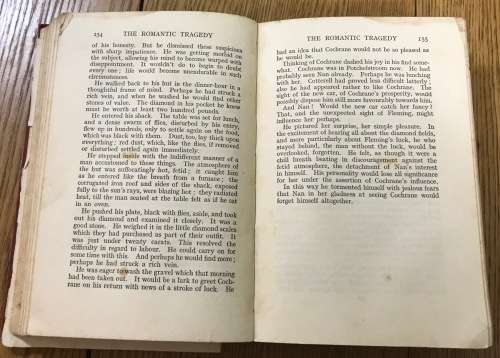 154 THE ROMANTIC TRAGEDY
of his honesty. But he dismissed these suspicions
with sharp impatience. He was getting morbid on
the subject, allowing his mind to become warped with
disappointment. It wouldn't do to begin to doubt
every one; life would become unendurable in such
circumstances.
He walked back to his hut in the dinner-hour in a
thoughtful frame of mind. Perhaps he had struck a
rich vein, and when he washed he would find other
stones of value. The diamond in his pocket he knew
must be worth at least two hundred pounds.
He entered his shack. The table was set for lunch,
and a dense swarm of flies, disturbed by his entry,
flew up in hundreds, only to settle again on the food,
which was black with them. Dust, too, lay thick upon
everything; red dust, which, like the flies, if removed
or disturbed settled again immediately.
He stepped inside with the indifferent manner of a
man accustomed to these things. The atmosphere of
the hut was suffocatingly hot, fetid; it caught him
as he entered like the breath from a furnace; the
corrugated iron roof and sides of the shack, exposed
fully to the sun's rays, were blazing hot; they radiated
heat, till the man seated at the table felt as if he sat
in an oven.
He pushed his plate, black with flies, aside, and took
out his diamond and examined it closely. It was a
good stone. He weighed it in the little diamond scales
which they had purchased as part of their outfit. It
was just under twenty carats. This resolved the
difficulty in regard to labour. He could carry on for
some time with this. And perhaps he would find more;
perhaps he had struck a rich vein.
He was eager to wash the gravel which that morning
had been taken out. It would be a lark to greet Coch-
rane on his return with news of a stroke of luck. He
THE ROMANTIC TRAGEDY 155
had an idea that Cochrane would not be so pleased as
he would be.
Thinking of Cochrane dashed his joy in his find some-
what. Cochrane was in Potchefstroom now. He had
probably seen Nan already. Perhaps he was lunching
with her. Cotterell had proved less difficult latterly;
also he had appeared rather to like Cochrane. The
sight of the new car, of Cochrane's prosperity, would
possibly dispose him still more favourably towards him.
And Nan! Would the new car catch her fancy?
That, and the unexpected sight of Fleming, might
influence her perhaps.
He pictured her surprise, her simple pleasure. In
the excitement of hearing all about the diamond fields,
and more particularly about Fleming's luck, he who
stayed behind, the man without the luck, would be
overlooked, forgotten. He felt, as though it were a
chill breath beating in discouragement against the
fetid atmosphere, the detachment of Nan's interest
in himself. His personality would lose all significance
for her under the assertion of Cochrane's influence.
In this way he tormented himself with jealous fears
that Nan in her gladness at seeing Cochrane would
forget himself altogether.